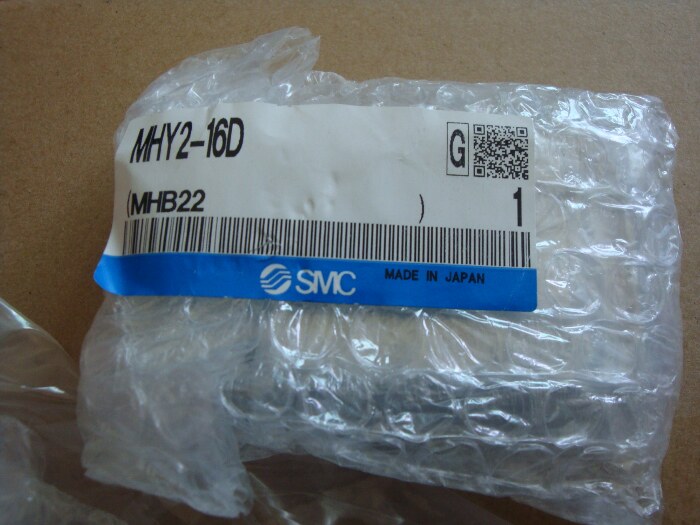 MHY2-16D
G
(MHB22 )
1
SMC
MADE IN JAPAN